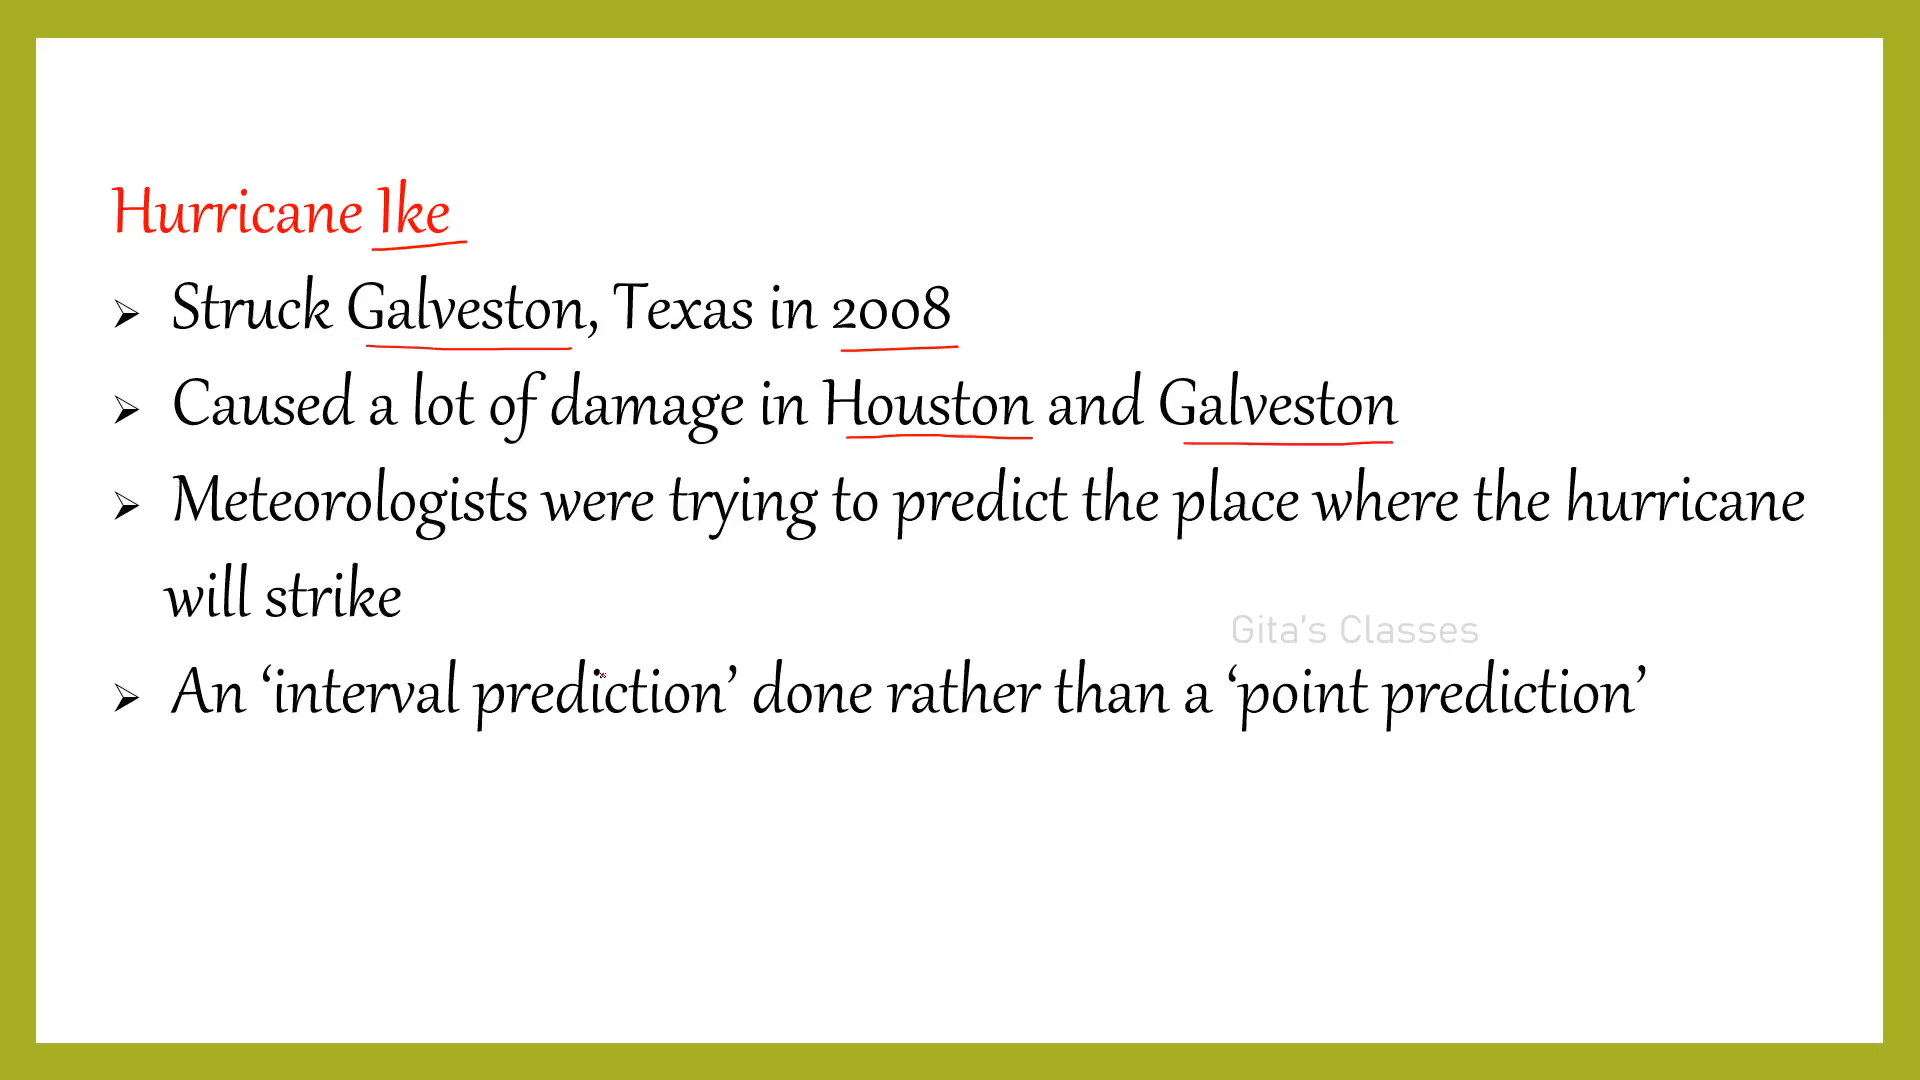 Hurricane Ike
➢ Struck Galveston, Texas in 2008
➢ Caused a lot of damage in Houston and Galveston
➢ Meteorologists were trying to predict the place where the hurricane
will strike
Gita's Classes
➢ An ‘interval prediction’ done rather than a ‘point prediction’